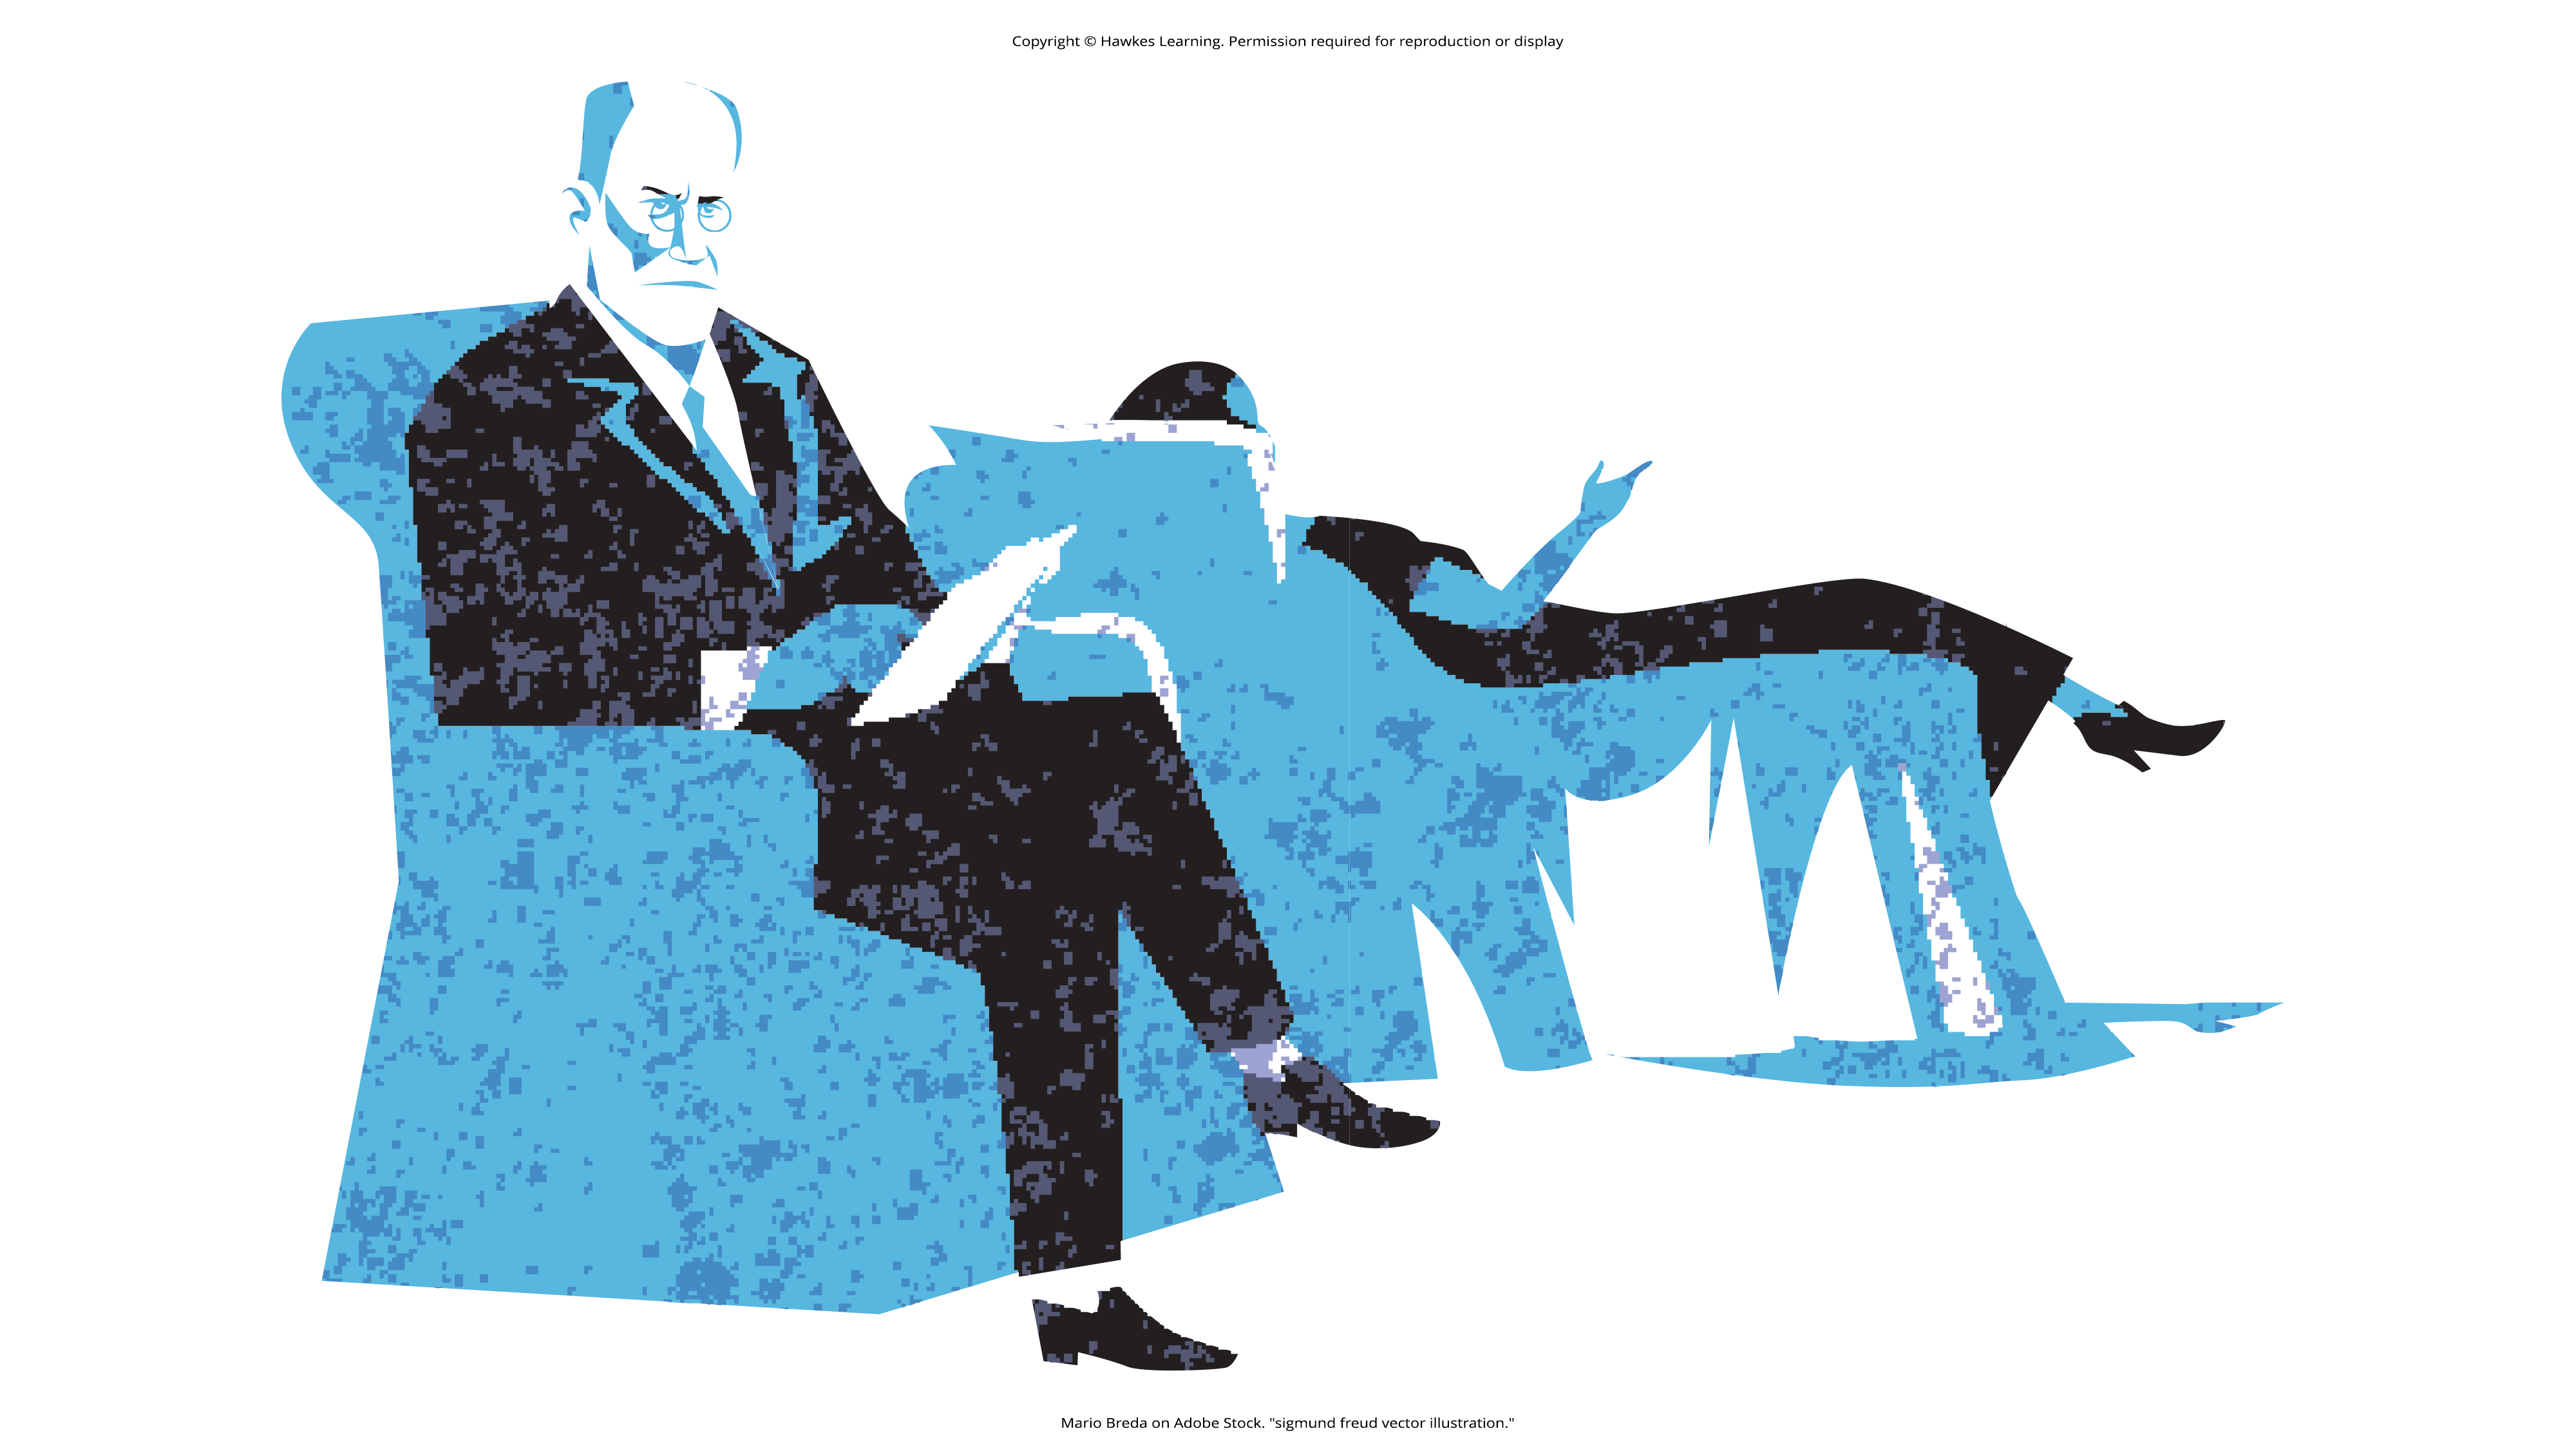 Copyright © Hawkes Learning. Permission required for reproduction or display
Mario Breda on Adobe Stock. "sigmund freud vector illustration."